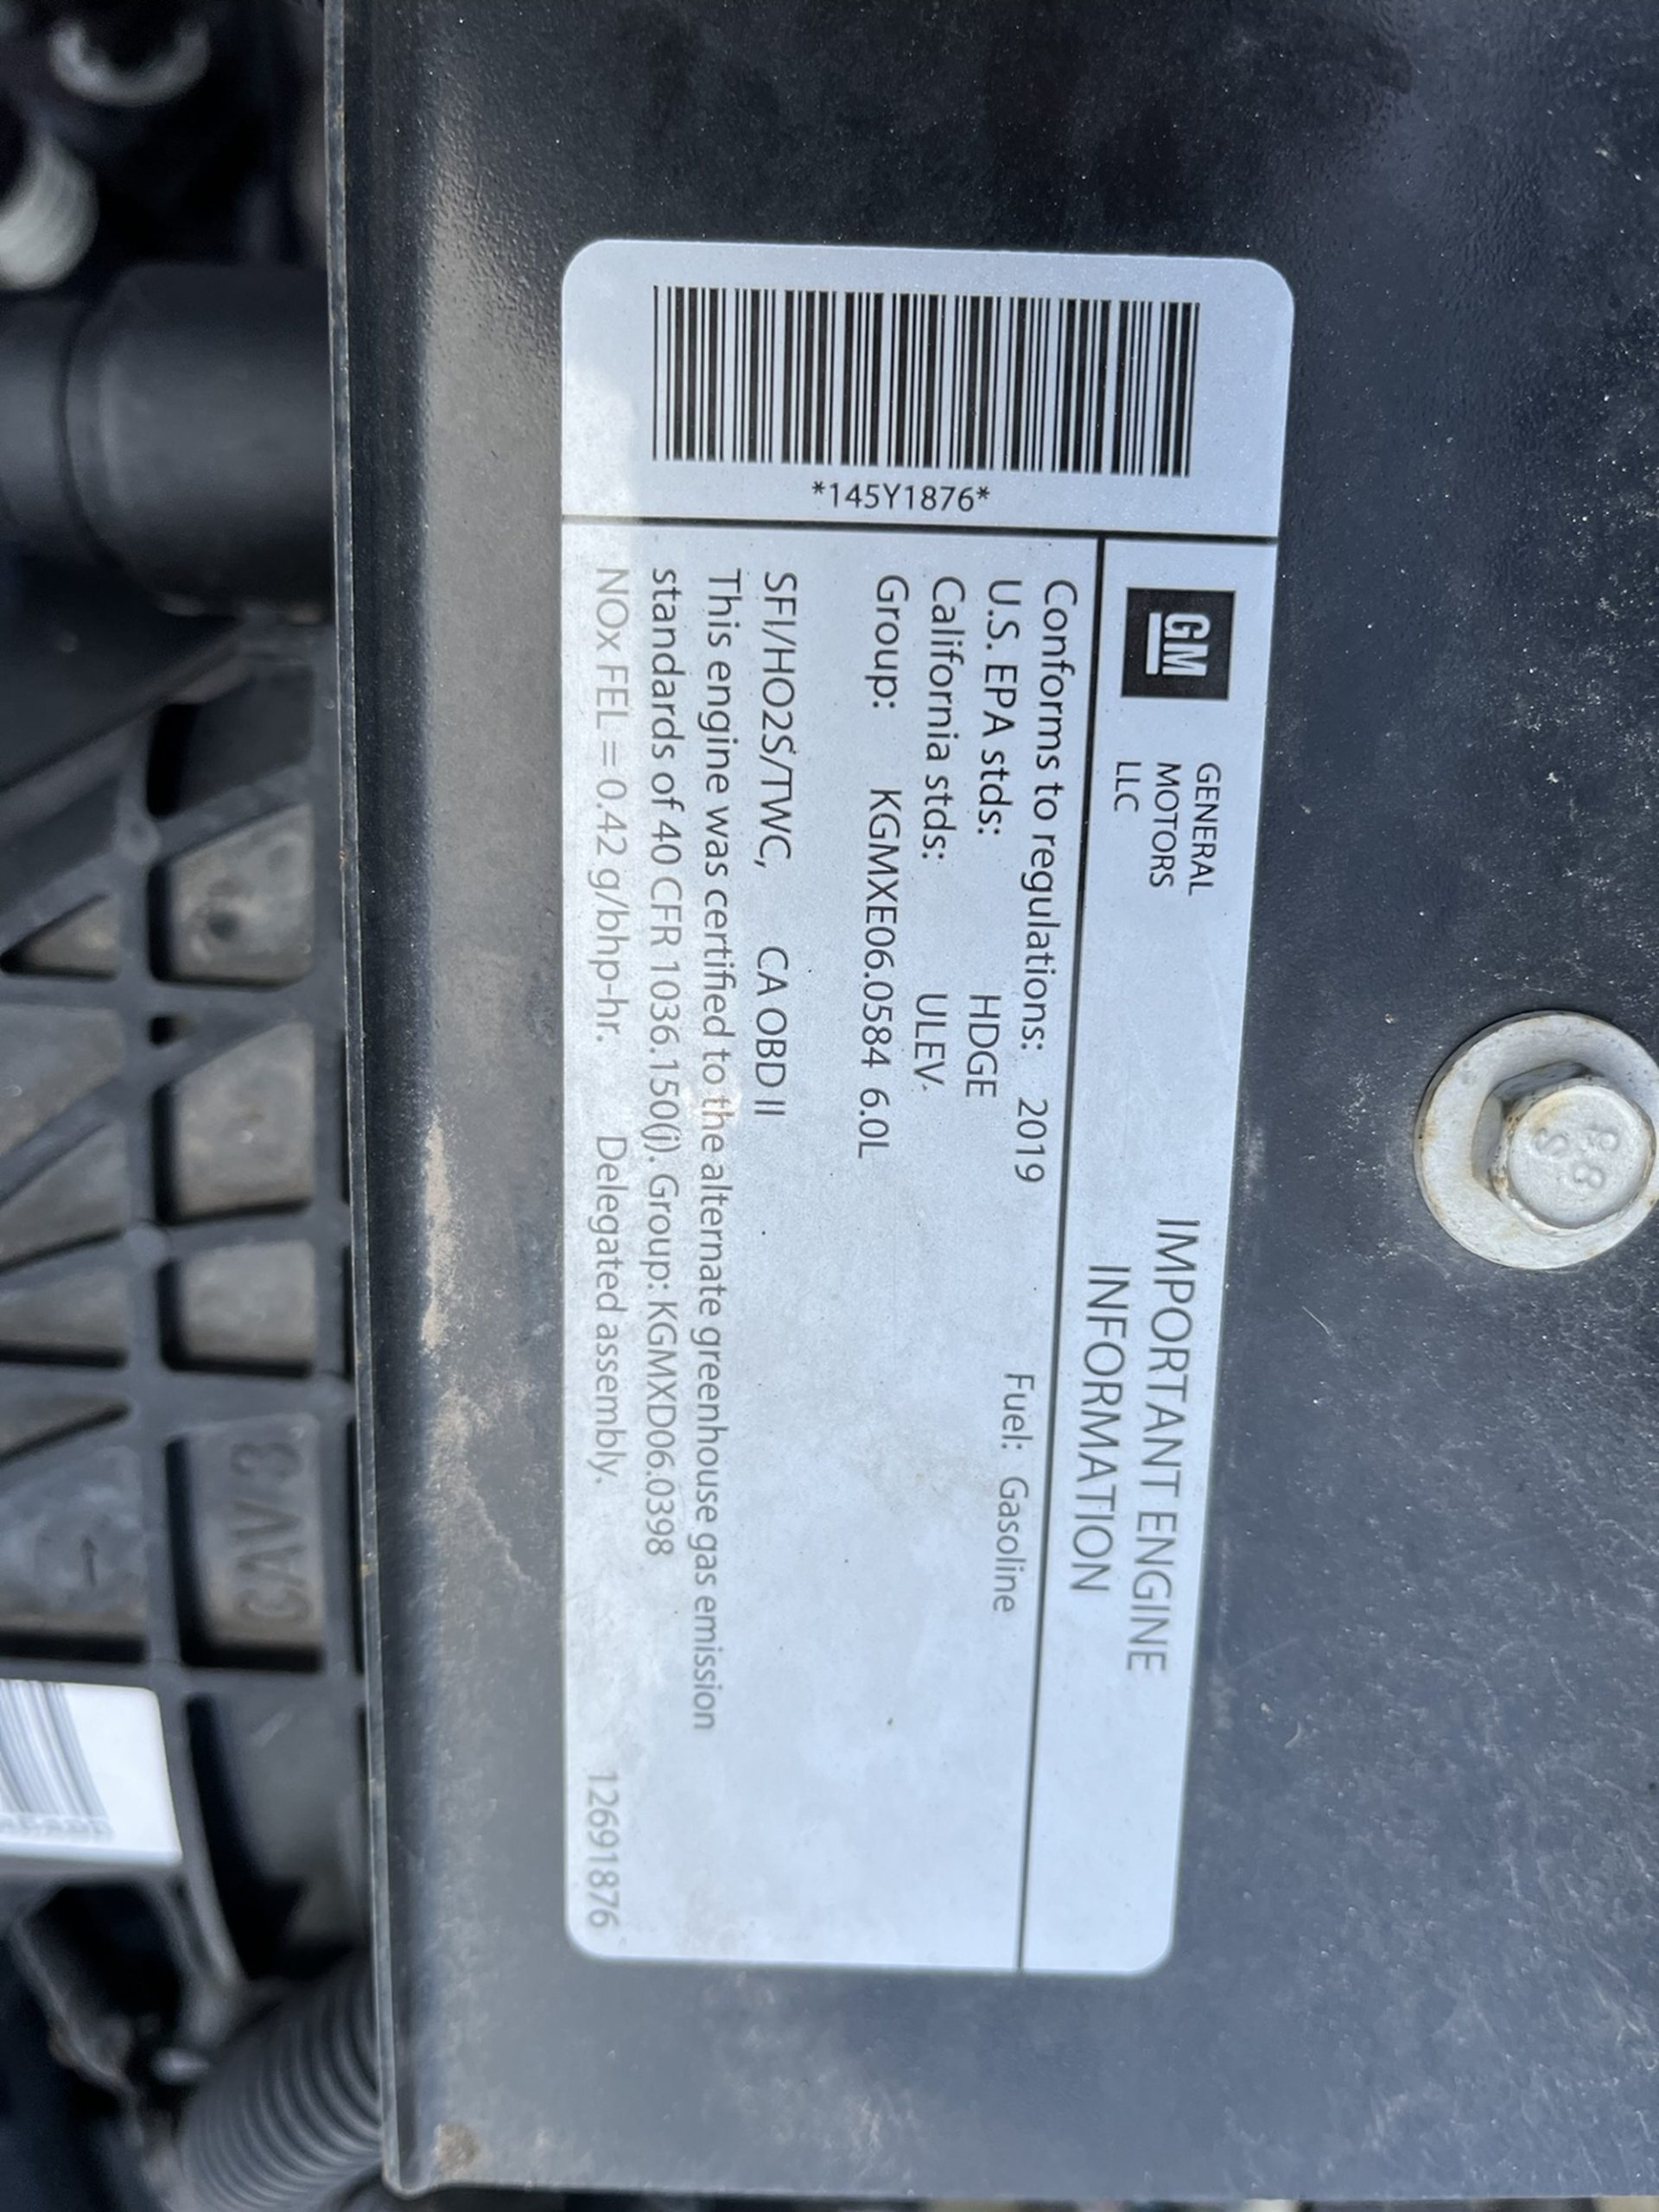 *145Y1876*
GM
GENERAL
MOTORS
LLC
IMPORTANT ENGINE
INFORMATION
Conforms to regulations: 2019 Fuel: Gasoline
U.S. EPA stds: HDGE
California stds: ULEV
Group: KGMXE06.0584 6.0L
SFI/HO2S/TWC, CA OBD II
This engine was certified to the alternate greenhouse gas emission
standards of 40 CFR 1036.150(j). Group: KGMXD06.0398
NOx FEL = 0.42 g/bhp-hr. Delegated assembly.
12691876